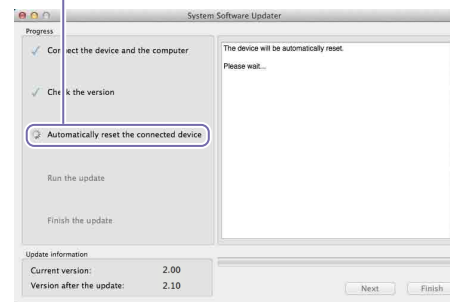 System Software Updater
Progress
Connect the device and the computer
Check the version
Automatically reset the connected device
Run the update
Finish the update
The device will be automatically reset.
Please wait...
Update information
Current version: 2.00
Version after the update: 2.10
Next Finish